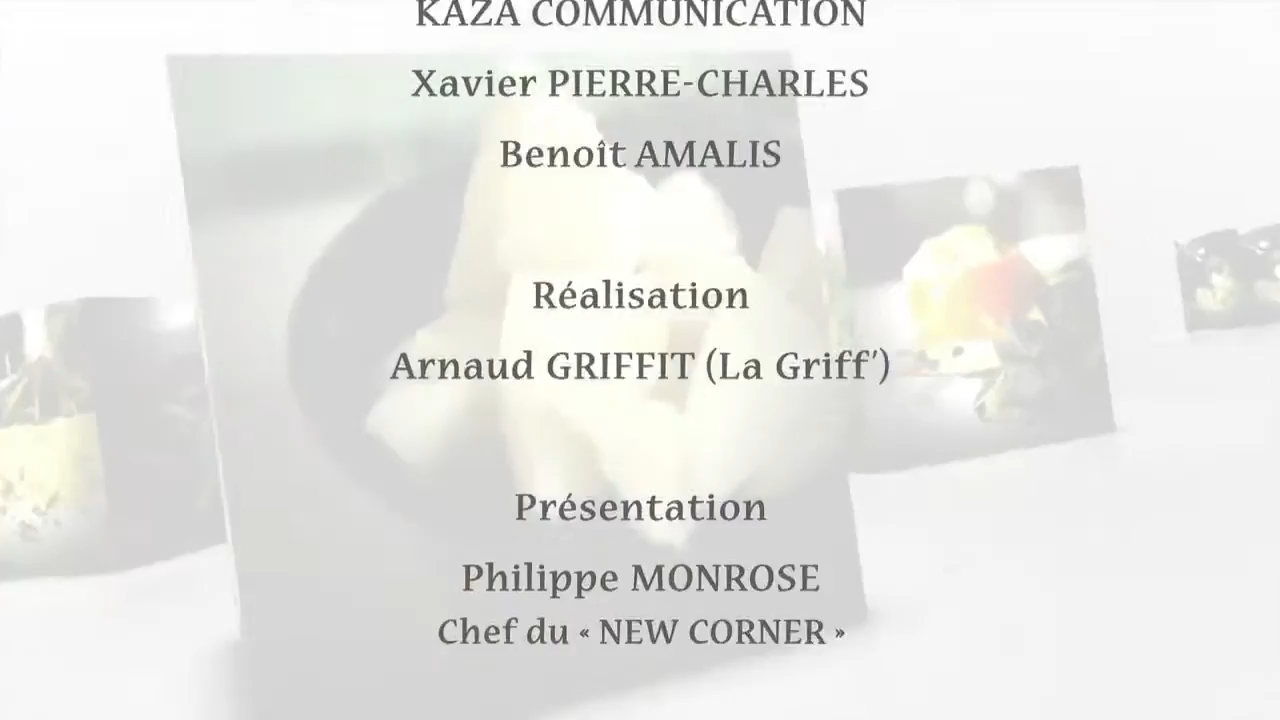 KAZA COMMUNICATION
Xavier PIERRE-CHARLES
Benoît AMALIS
Réalisation
Arnaud GRIFFIT (La Griff')
Présentation
Philippe MONROSE
Chef du « NEW CORNER »